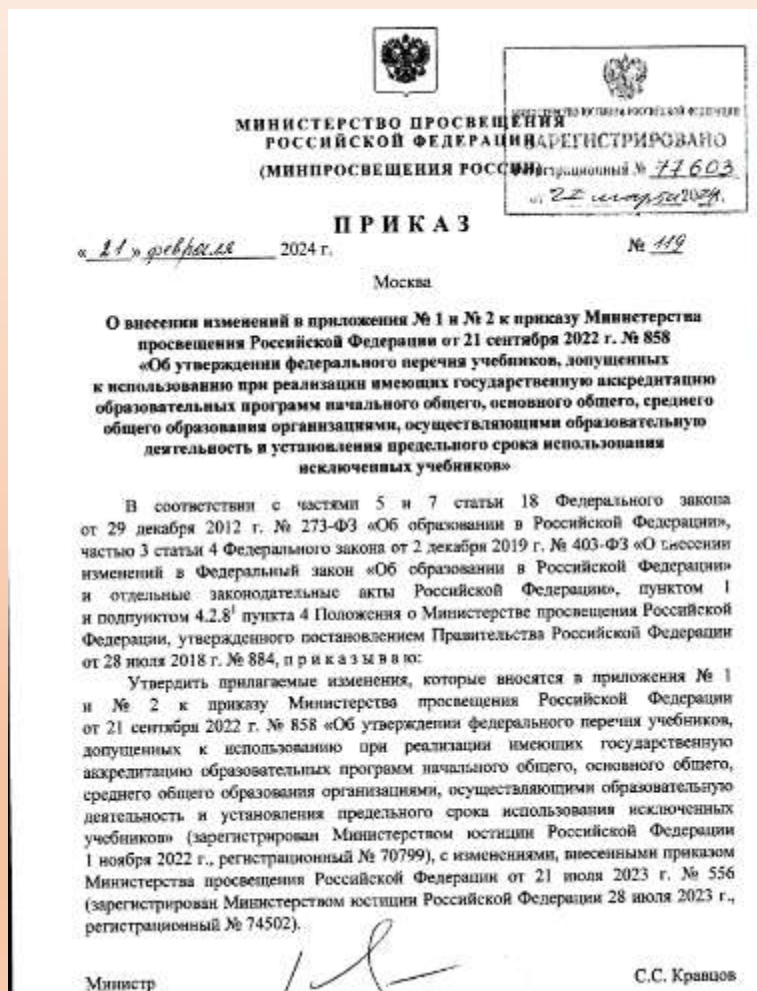 МИНИСТЕРСТВО ПРОСВЕЩЕНИЯ
РОССИЙСКОЙ ФЕДЕРАЦИИ
(МИНПРОСВЕЩЕНИЯ РОССИИ)
МИНИСТЕРСТВО ЮСТИЦИИ РОССИЙСКОЙ ФЕДЕРАЦИИ
ЗАРЕГИСТРИРОВАНО
Регистрационный № 77603
от 22 марта 2024.
ПРИКАЗ
« 21 » февраля 2024 г.
№ 119
Москва
О внесении изменений в приложения № 1 и № 2 к приказу Министерства
просвещения Российской Федерации от 21 сентября 2022 г. № 858
«Об утверждении федерального перечня учебников, допущенных
к использованию при реализации имеющих государственную аккредитацию
образовательных программ начального общего, основного общего, среднего
общего образования организациями, осуществляющими образовательную
деятельность и установления предельного срока использования
исключенных учебников»
В соответствии с частями 5 и 7 статьи 18 Федерального закона
от 29 декабря 2012 г. № 273-ФЗ «Об образовании в Российской Федерации»,
частью 3 статьи 4 Федерального закона от 2 декабря 2019 г. № 403-ФЗ «О внесении
изменений в Федеральный закон «Об образовании в Российской Федерации»
и отдельные законодательные акты Российской Федерации», пунктом 1
и подпунктом 4.2.8¹ пункта 4 Положения о Министерстве просвещения Российской
Федерации, утвержденного постановлением Правительства Российской Федерации
от 28 июля 2018 г. № 884, п р и к а з ы в а ю:
Утвердить прилагаемые изменения, которые вносятся в приложения № 1
и № 2 к приказу Министерства просвещения Российской Федерации
от 21 сентября 2022 г. № 858 «Об утверждении федерального перечня учебников,
допущенных к использованию при реализации имеющих государственную
аккредитацию образовательных программ начального общего, основного общего,
среднего общего образования организациями, осуществляющими образовательную
деятельность и установления предельного срока использования исключенных
учебников» (зарегистрирован Министерством юстиции Российской Федерации
1 ноября 2022 г., регистрационный № 70799), с изменениями, внесенными приказом
Министерства просвещения Российской Федерации от 21 июля 2023 г. № 556
(зарегистрирован Министерством юстиции Российской Федерации 28 июля 2023 г.,
регистрационный № 74502).
Министр
С.С. Кравцов